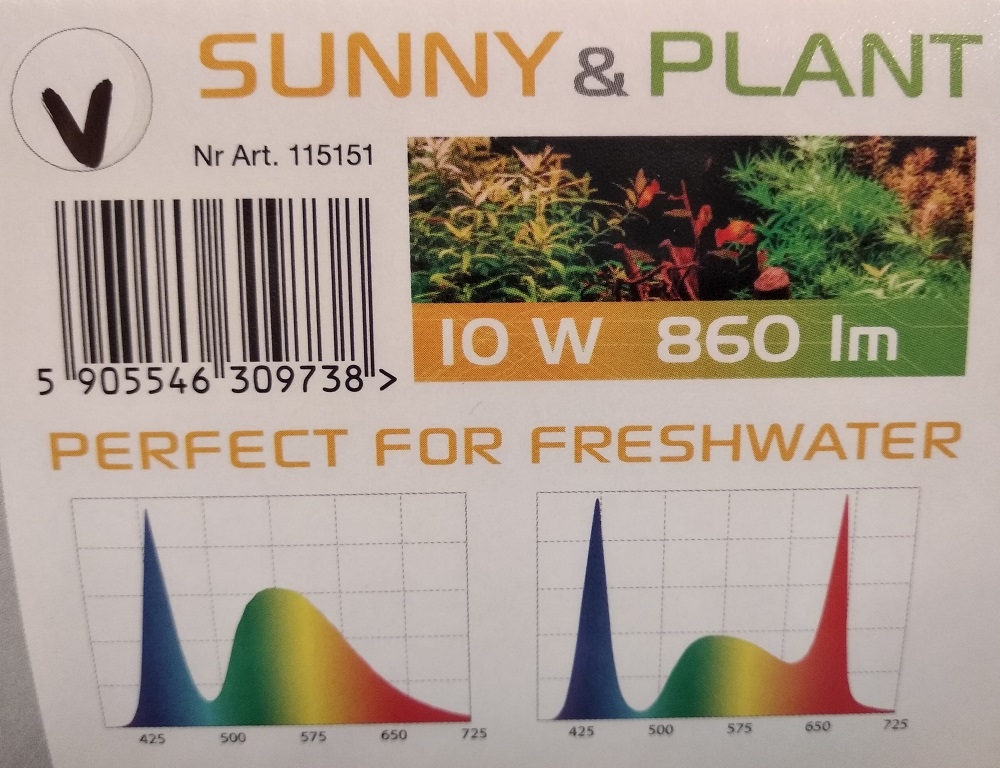 V
SUNNY & PLANT
Nr Art. 115151
5 905546 309738 >
10 W 860 lm
PERFECT FOR FRESHWATER
425 500 575 650 725
425 500 575 650 725